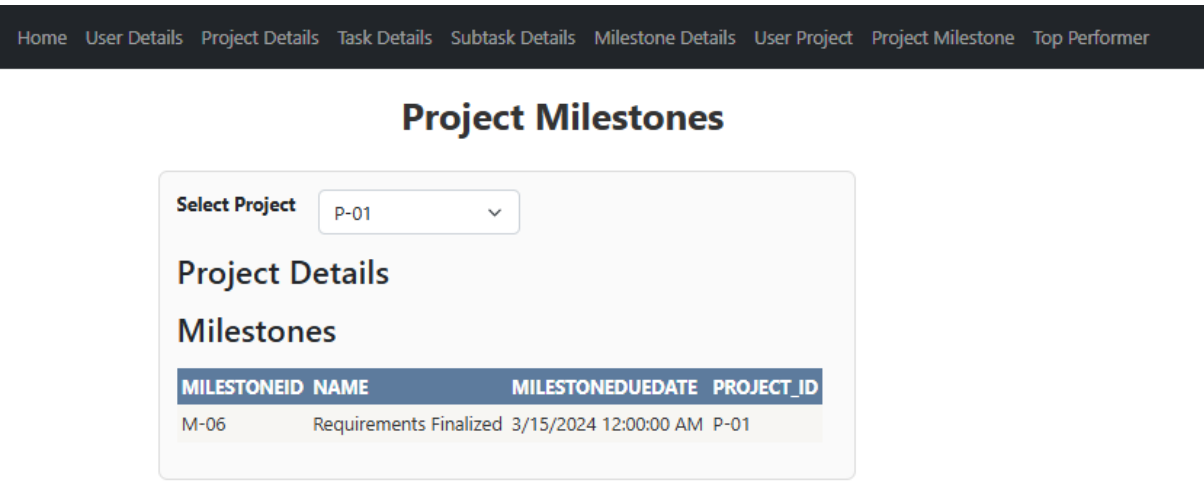 Home User Details Project Details Task Details Subtask Details Milestone Details User Project Project Milestone Top Performer
Project Milestones
Select Project P-01
Project Details
Milestones
MILESTONEID NAME MILESTONEDUEDATE PROJECT_ID
M-06 Requirements Finalized 3/15/2024 12:00:00 AM P-01